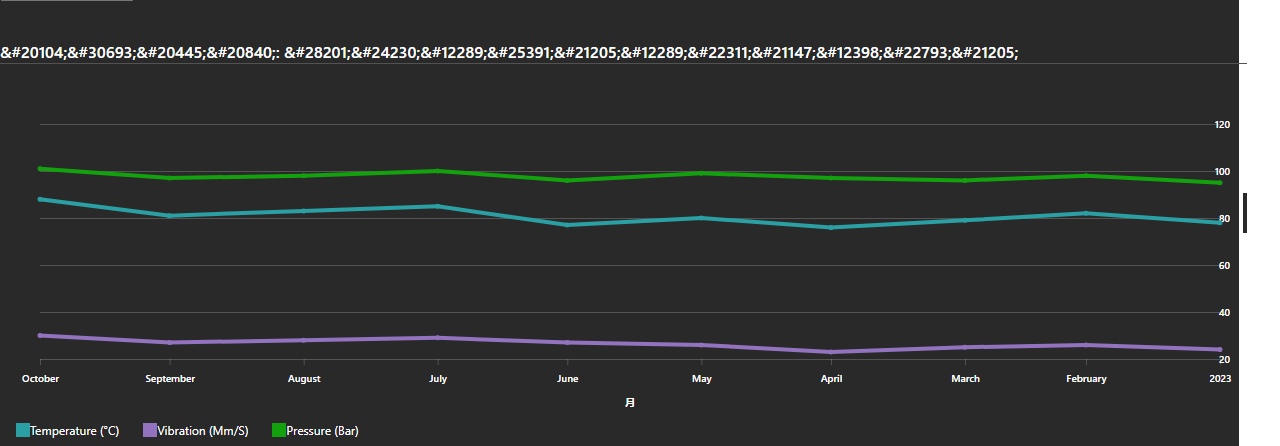 &#20104;&#30693;&#20445;&#20840;: &#28201;&#24230;&#12289;&#25391;&#21205;&#12289;&#22311;&#21147;&#12398;&#22793;&#21205;
120
100
80
60
40
20
October September August July June May April March February 2023
月
Temperature (°C) Vibration (Mm/S) Pressure (Bar)